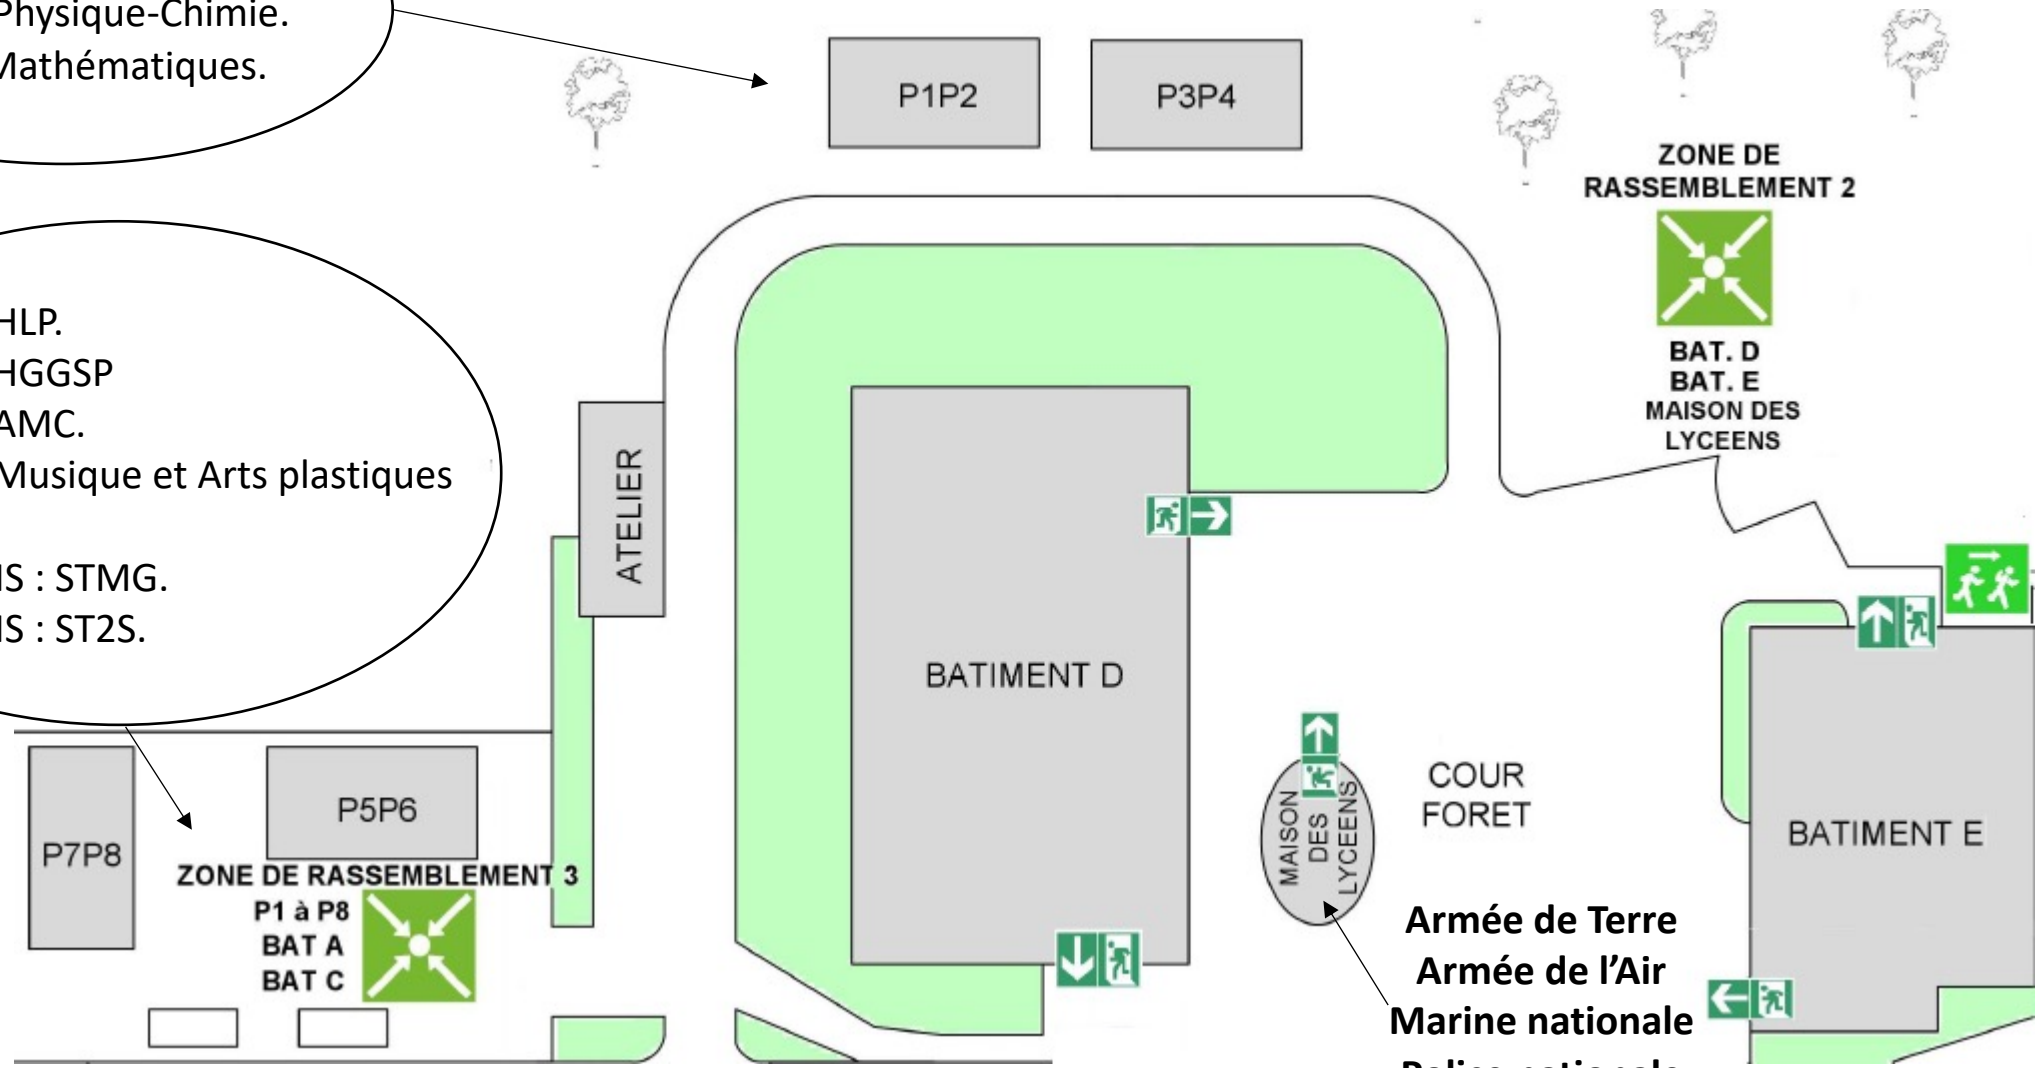 Physique-Chimie.
Mathématiques.
P1P2
P3P4
ZONE DE
RASSEMBLEMENT 2
BAT. D
BAT. E
MAISON DES
LYCEENS
HLP.
HGGSP
AMC.
Musique et Arts plastiques
IS : STMG.
IS : ST2S.
ATELIER
BATIMENT D
P7P8
P5P6
ZONE DE RASSEMBLEMENT 3
P1 à P8
BAT A
BAT C
MAISON
DES
LYCEENS
COUR
FORET
BATIMENT E
Armée de Terre
Armée de l’Air
Marine nationale
Police nationale